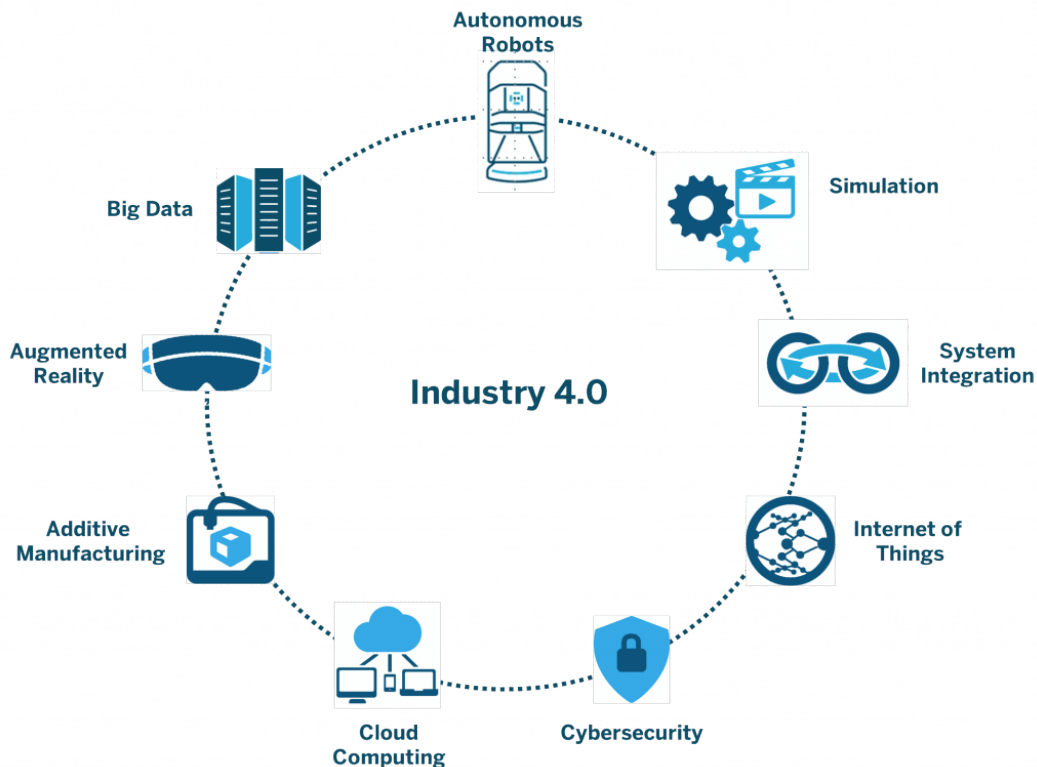 Autonomous
Robots
Simulation
Big Data
System
Integration
Augmented
Reality
Industry 4.0
Internet of
Things
Additive
Manufacturing
Cybersecurity
Cloud
Computing